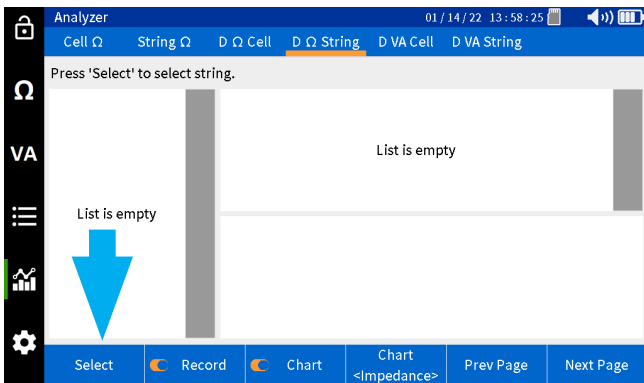 Analyzer 01/14/22 13:58:25
Cell Ω String Ω D Ω Cell D Ω String D VA Cell D VA String
Press 'Select' to select string.
Ω
VA
List is empty
List is empty
Select Record Chart Chart <Impedance> Prev Page Next Page